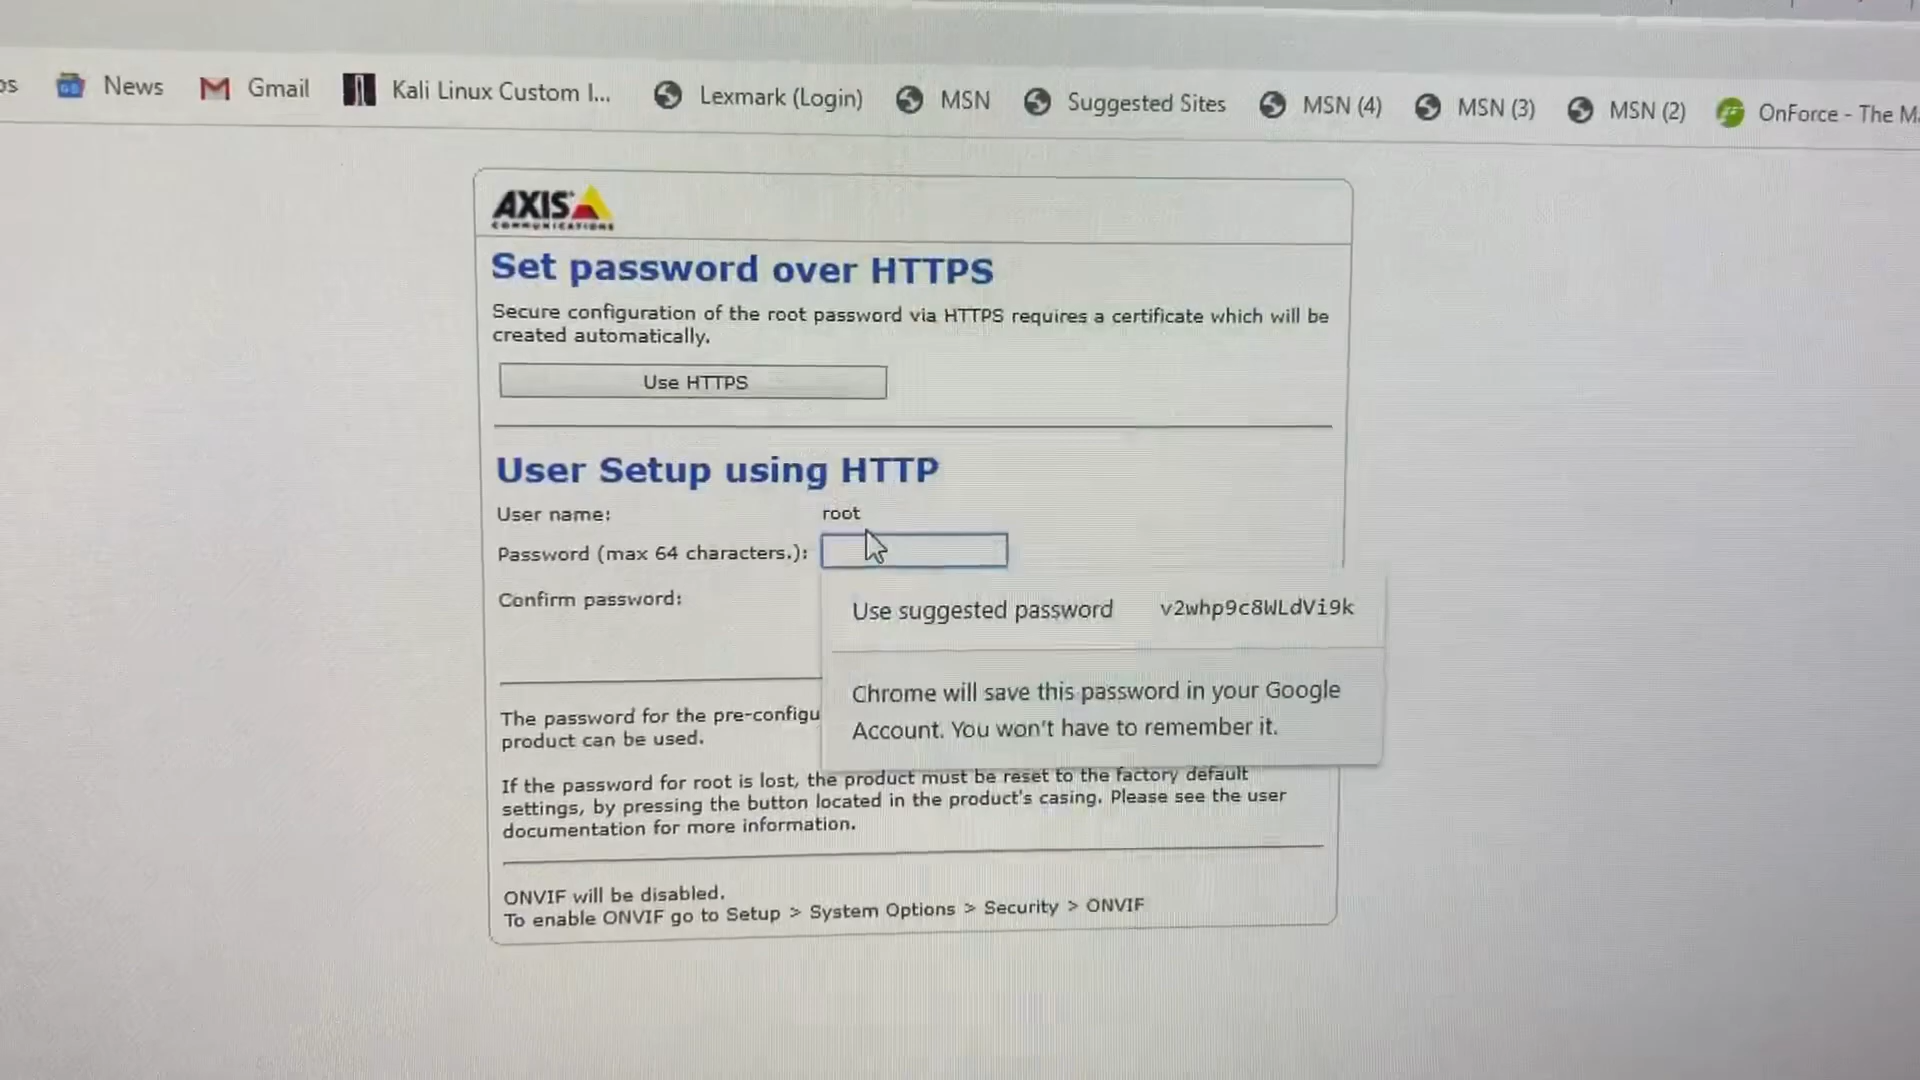 News Gmail Kali Linux Custom I... Lexmark (Login) MSN Suggested Sites MSN (4) MSN (3) MSN (2) OnForce - The M
AXIS
COMMUNICATIONS
Set password over HTTPS
Secure configuration of the root password via HTTPS requires a certificate which will be
created automatically.
Use HTTPS
User Setup using HTTP
User name: root
Password (max 64 characters.):
Confirm password:
Use suggested password v2whp9c8WLdVi9k
Chrome will save this password in your Google
Account. You won't have to remember it.
The password for the pre-configu
product can be used.
If the password for root is lost, the product must be reset to the factory default
settings, by pressing the button located in the product's casing. Please see the user
documentation for more information.
ONVIF will be disabled.
To enable ONVIF go to Setup > System Options > Security > ONVIF